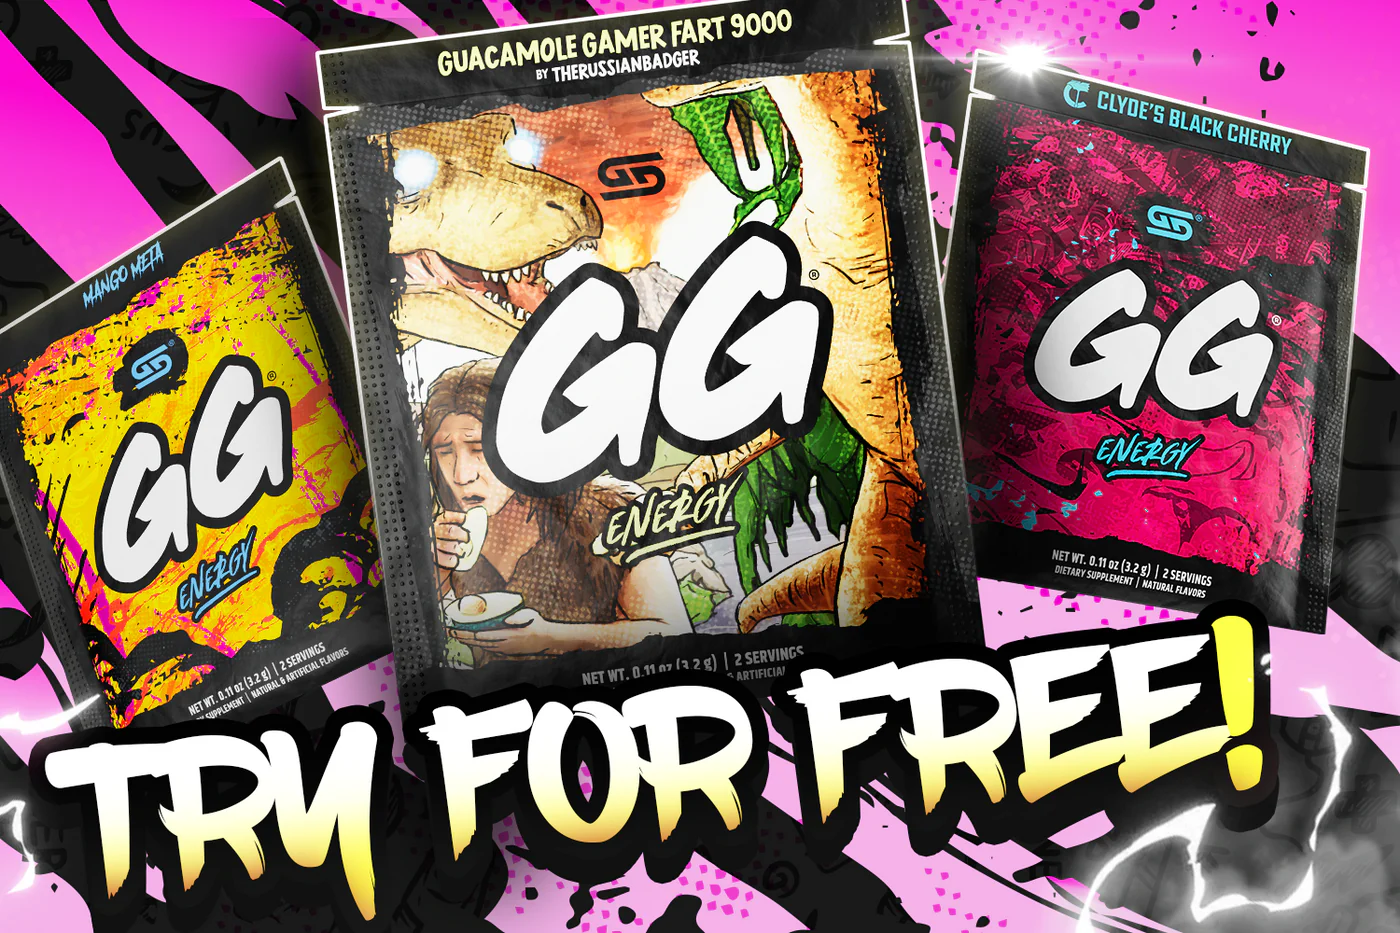 MANGO META
GG®
ENERGY
NET WT. 0.11 oz (3.2 g) | 2 SERVINGS
SUPPLEMENT | NATURAL & ARTIFICIAL FLAVORS
GUACAMOLE GAMER FART 9000
BY THERUSSIANBADGER
GG®
ENERGY
NET WT. 0.11 oz (3.2 g) | 2 SERVINGS
& ARTIFICIAL
CLYDE'S BLACK CHERRY
GG®
ENERGY
NET WT. 0.11 oz (3.2 g) | 2 SERVINGS
DIETARY SUPPLEMENT | NATURAL FLAVORS
TRY FOR FREE!